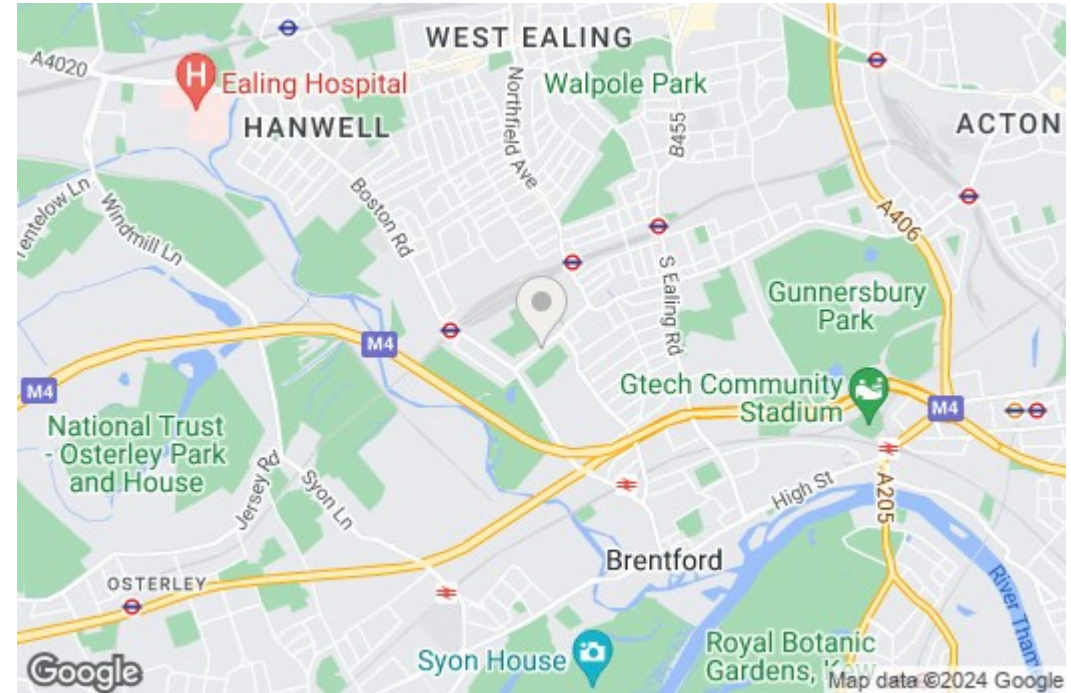 WEST EALING
A4020
H
Ealing Hospital
Northfield Ave
Walpole Park
B455
HANWELL
ACTON
Boston Rd
Tentelow Ln
Windmill Ln
A406
S Ealing Rd
Gunnersbury
Park
M4
M4
Gtech Community
Stadium
M4
National Trust
- Osterley Park
and House
Jersey Rd
Syon Ln
High St
A205
Brentford
OSTERLEY
River Tham
Syon House
Royal Botanic
Gardens, Kew
Google
Map data ©2024 Google